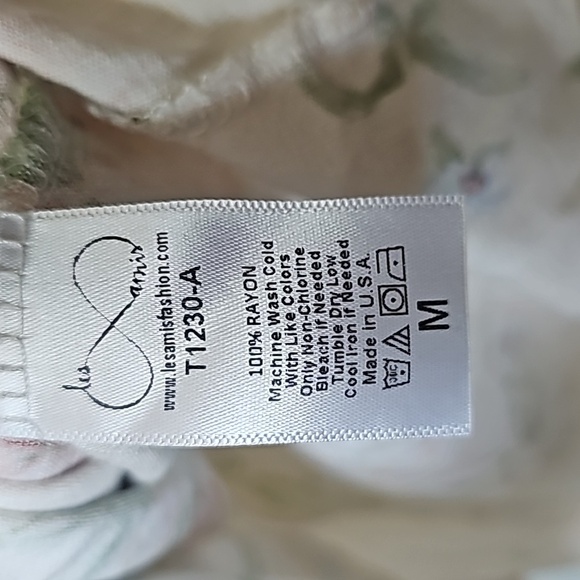 les
amis
www.lesamisfashion.com
T1230-A
100% RAYON
Machine Wash Cold
With Like Colors
Only Non-Chlorine
Bleach if Needed
Tumble Dry Low
Cool Iron if Needed
Made In U.S.A.
M